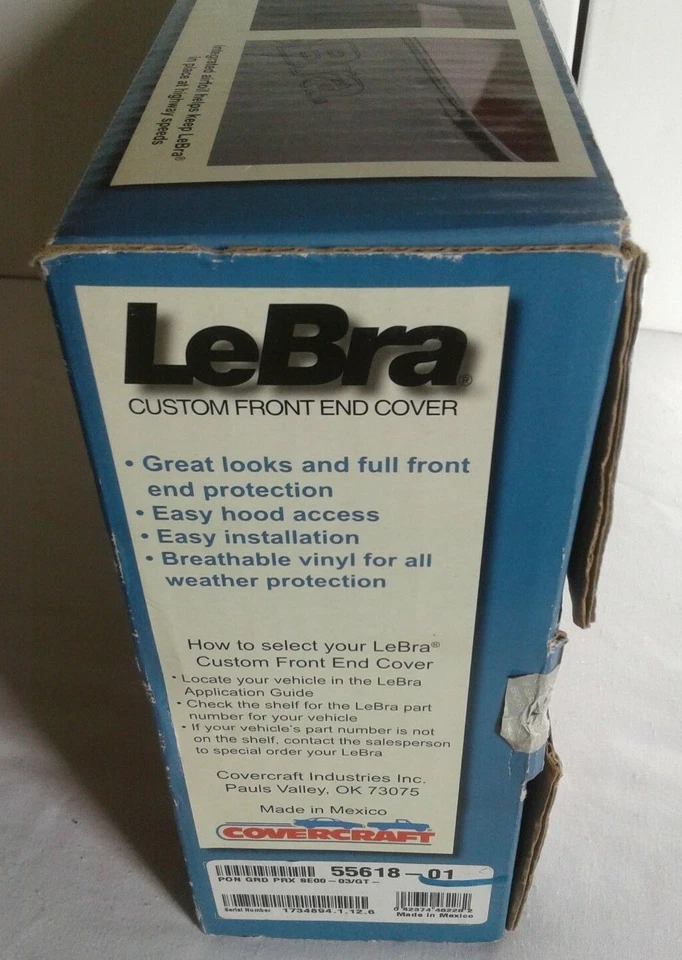 Integrated airfoil helps keep LeBra®
in place at highway speeds
LeBra®
CUSTOM FRONT END COVER
• Great looks and full front
end protection
• Easy hood access
• Easy installation
• Breathable vinyl for all
weather protection
How to select your LeBra®
Custom Front End Cover
• Locate your vehicle in the LeBra
Application Guide
• Check the shelf for the LeBra part
number for your vehicle
• If your vehicle's part number is not
on the shelf, contact the salesperson
to special order your LeBra
Covercraft Industries Inc.
Pauls Valley, OK 73075
Made in Mexico
COVERCRAFT®
55618-01
PON GRD PRX SE00-03/GT-
Serial Number 1734694.1.12.6
Made in Mexico